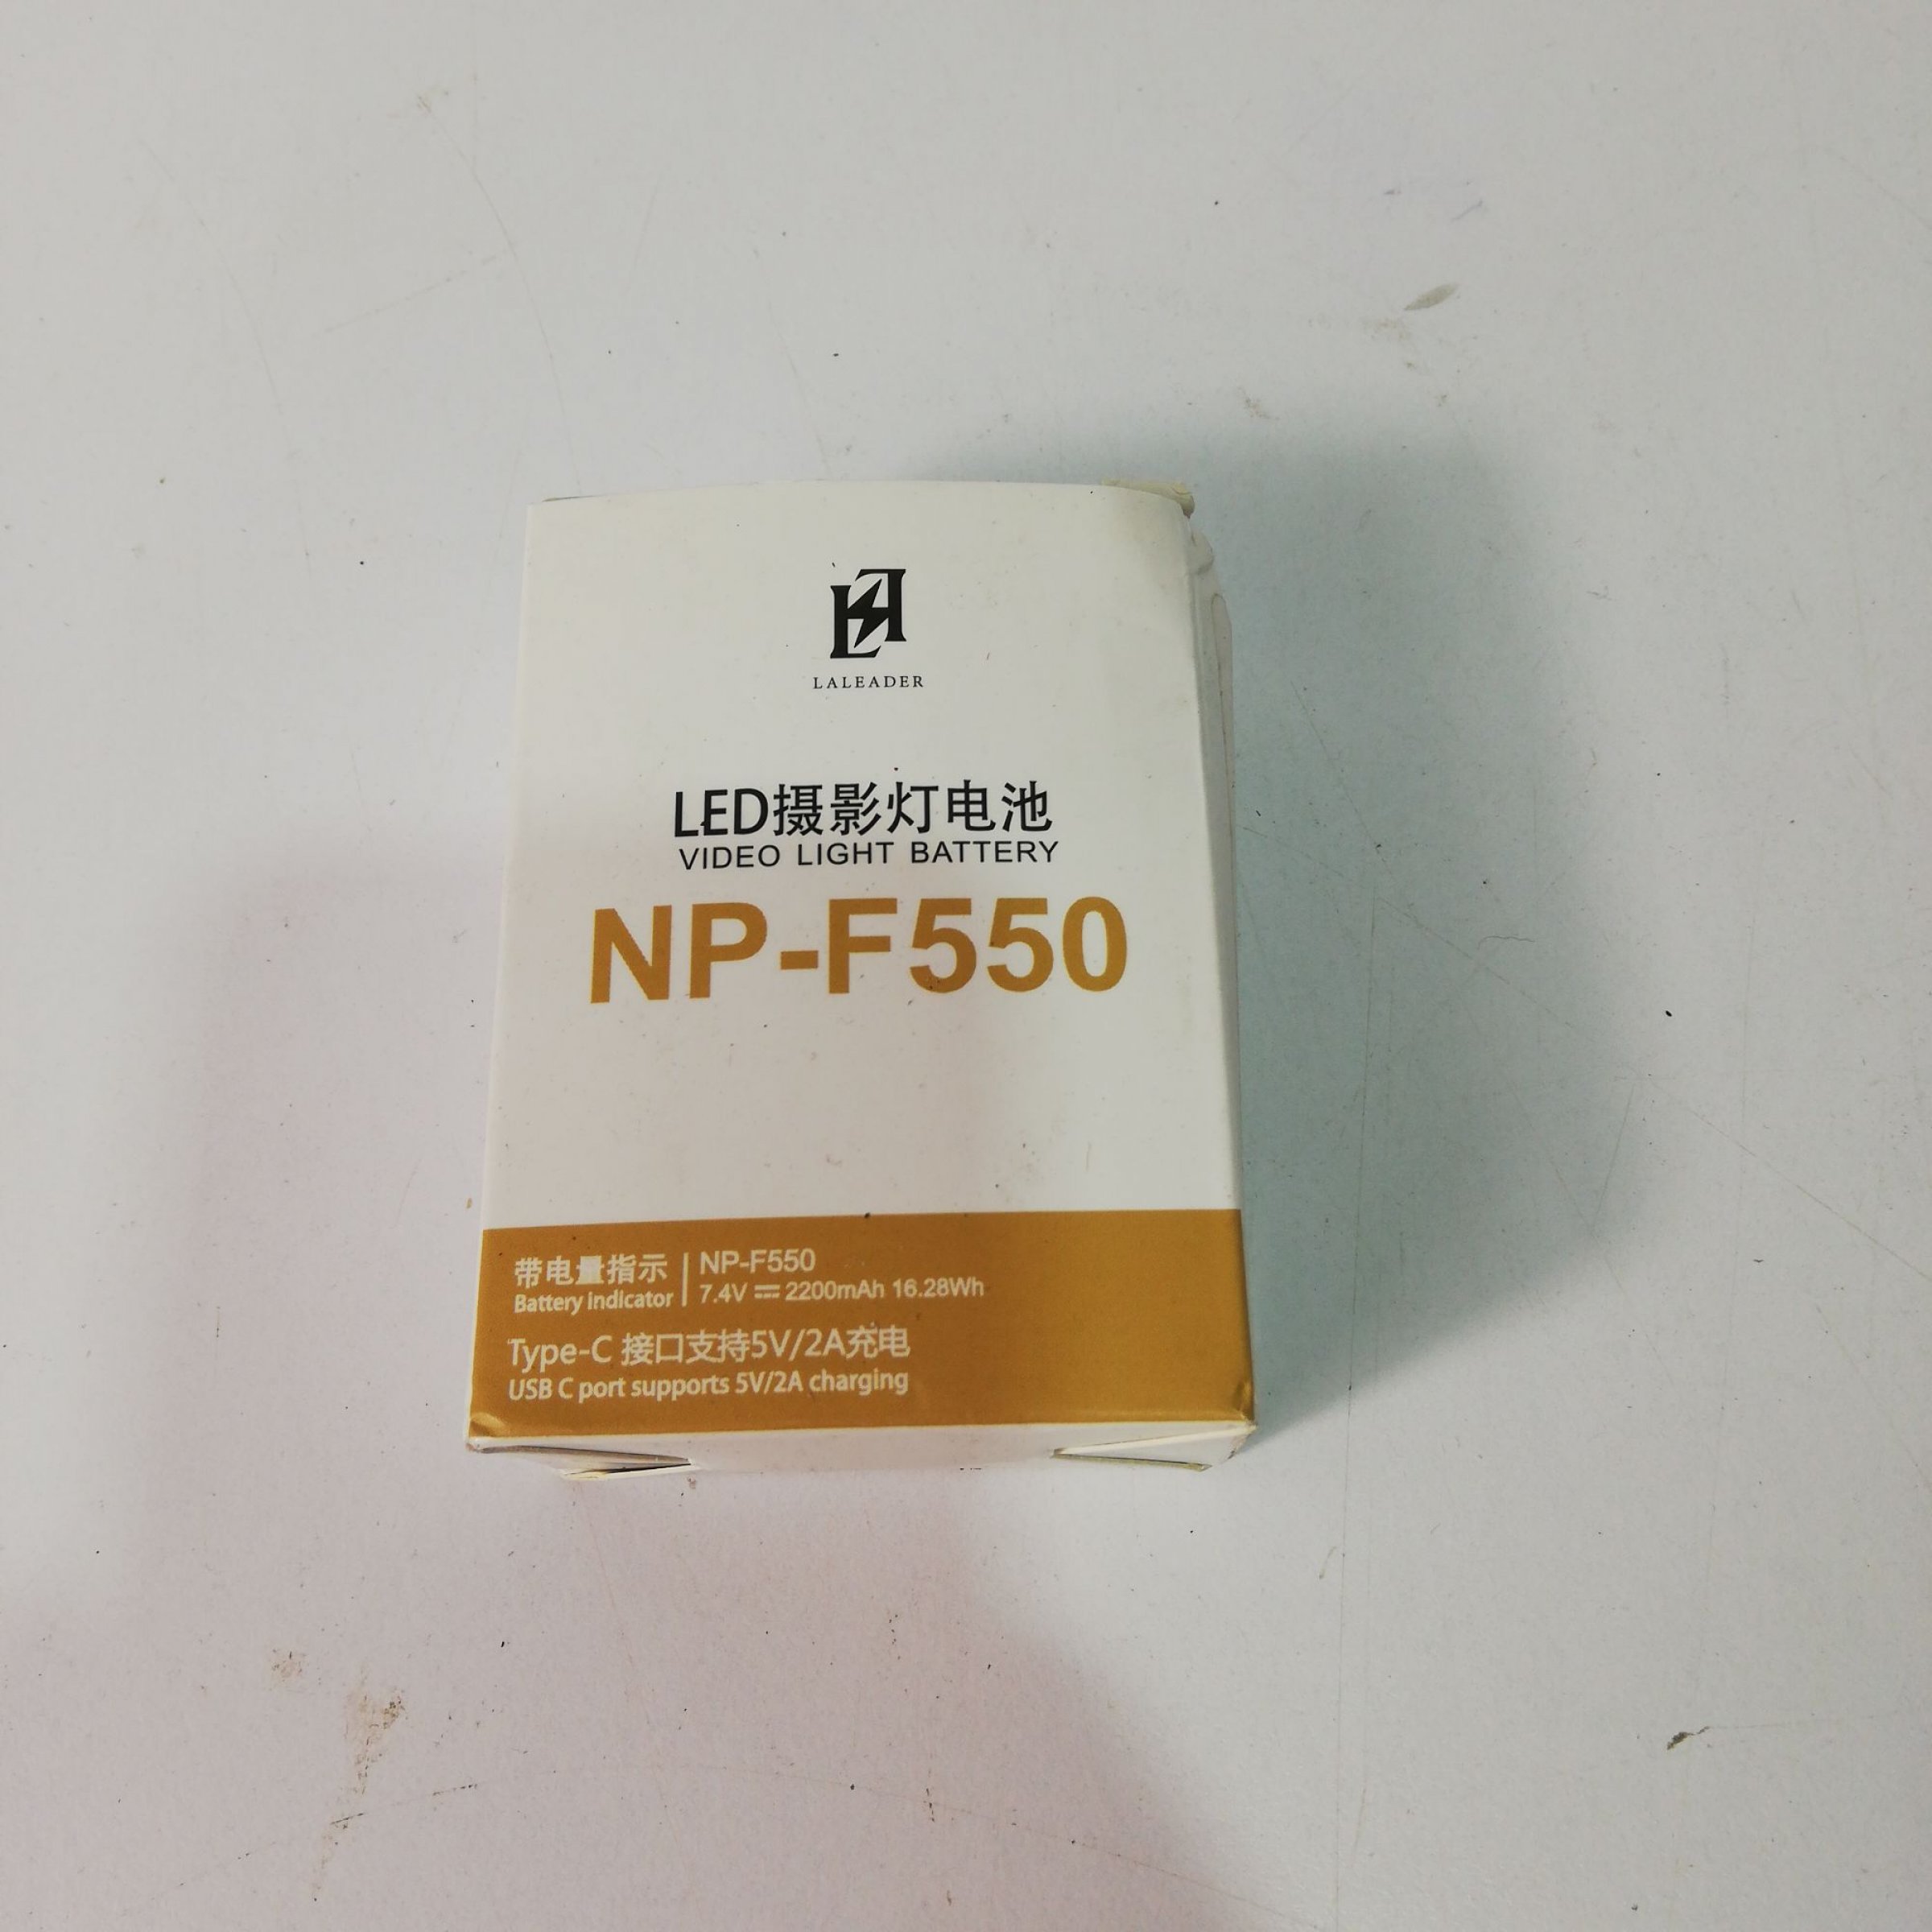 LALEADER
LED摄影灯电池
VIDEO LIGHT BATTERY
NP-F550
带电量指示 | NP-F550
Battery indicator | 7.4V ⎓ 2200mAh 16.28Wh
Type-C 接口支持5V/2A充电
USB C port supports 5V/2A charging